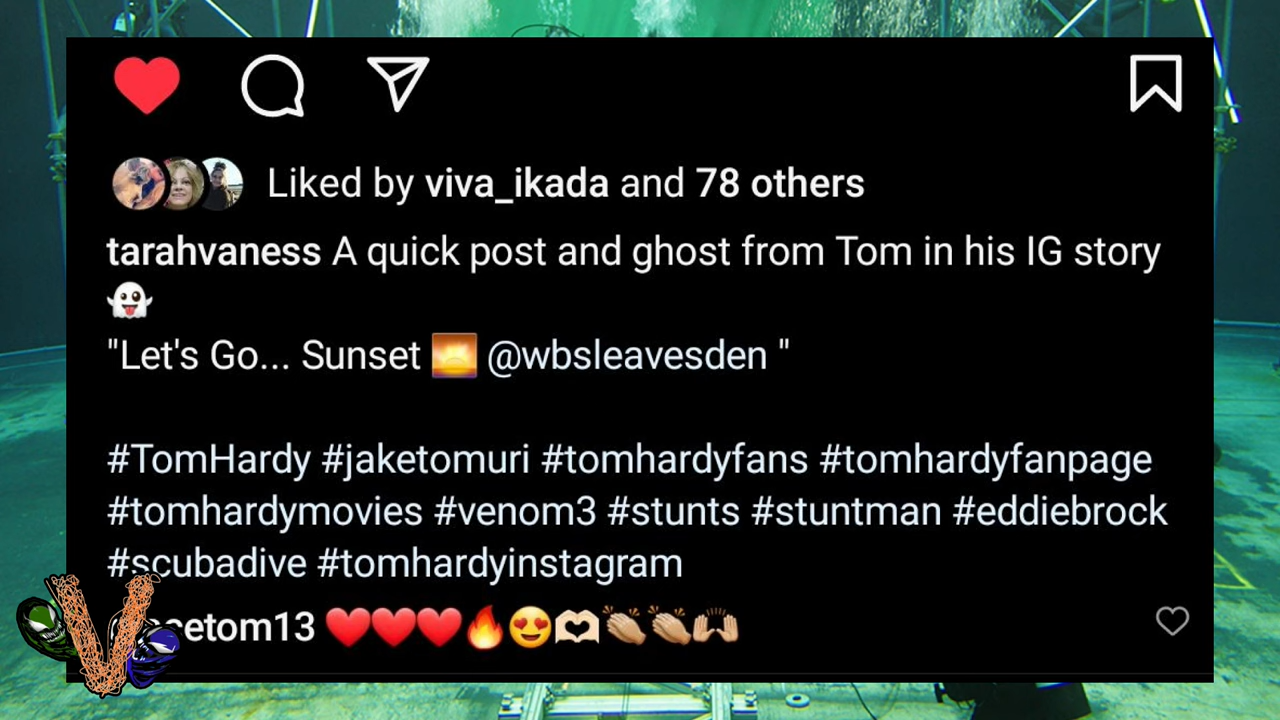 Liked by viva_ikada and 78 others
tarahvaness A quick post and ghost from Tom in his IG story
👻
"Let's Go... Sunset 🌅 @wbsleavesden "
#TomHardy #jaketomuri #tomhardyfans #tomhardyfanpage
#tomhardymovies #venom3 #stunts #stuntman #eddiebrock
#scubadive #tomhardyinstagram
❤️❤️❤️🔥😍🫶🏼👏🏼👏🏼🙌🏼
V